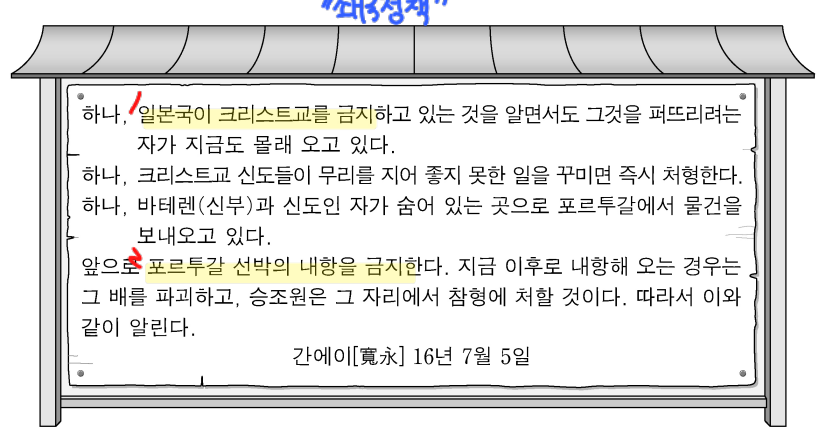 "쇄국정책"
하나, 1 일본국이 크리스트교를 금지하고 있는 것을 알면서도 그것을 퍼뜨리려는
자가 지금도 몰래 오고 있다.
하나, 크리스트교 신도들이 무리를 지어 좋지 못한 일을 꾸미면 즉시 처형한다.
하나, 바테렌(신부)과 신도인 자가 숨어 있는 곳으로 포르투갈에서 물건을
보내오고 있다.
앞으로 2 포르투갈 선박의 내항을 금지한다. 지금 이후로 내항해 오는 경우는
그 배를 파괴하고, 승조원은 그 자리에서 참형에 처할 것이다. 따라서 이와
같이 알린다.
간에이[寬永] 16년 7월 5일